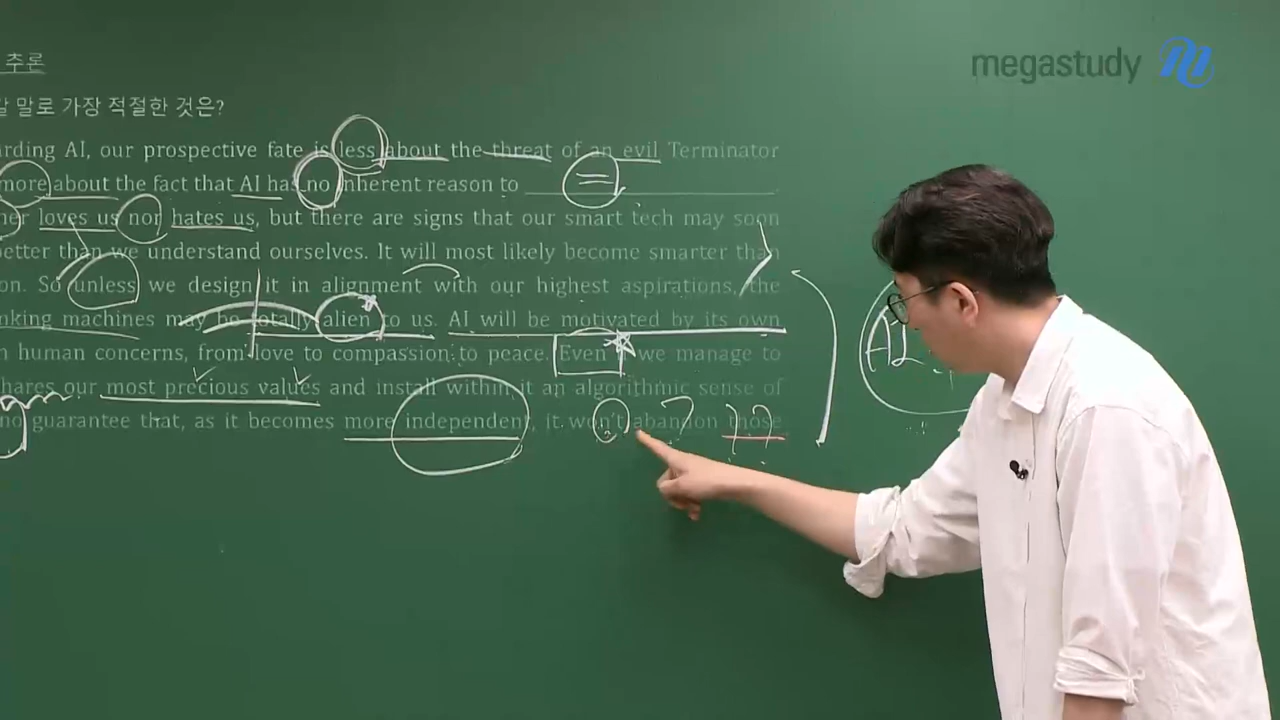 추론
말로 가장 적절한 것은?
megastudy
rding AI, our prospective fate is less about the threat of an evil Terminator
more about the fact that AI has no inherent reason to
her loves us nor hates us, but there are signs that our smart tech may soon
better than we understand ourselves. It will most likely become smarter than
on. So unless we design it in alignment with our highest aspirations, the
nking machines may be totally alien to us. AI will be motivated by its own
n human concerns, from love to compassion to peace. Even if we manage to
hares our most precious values and install within it an algorithmic sense of
no guarantee that, as it becomes more independent, it won't abandon those
AI